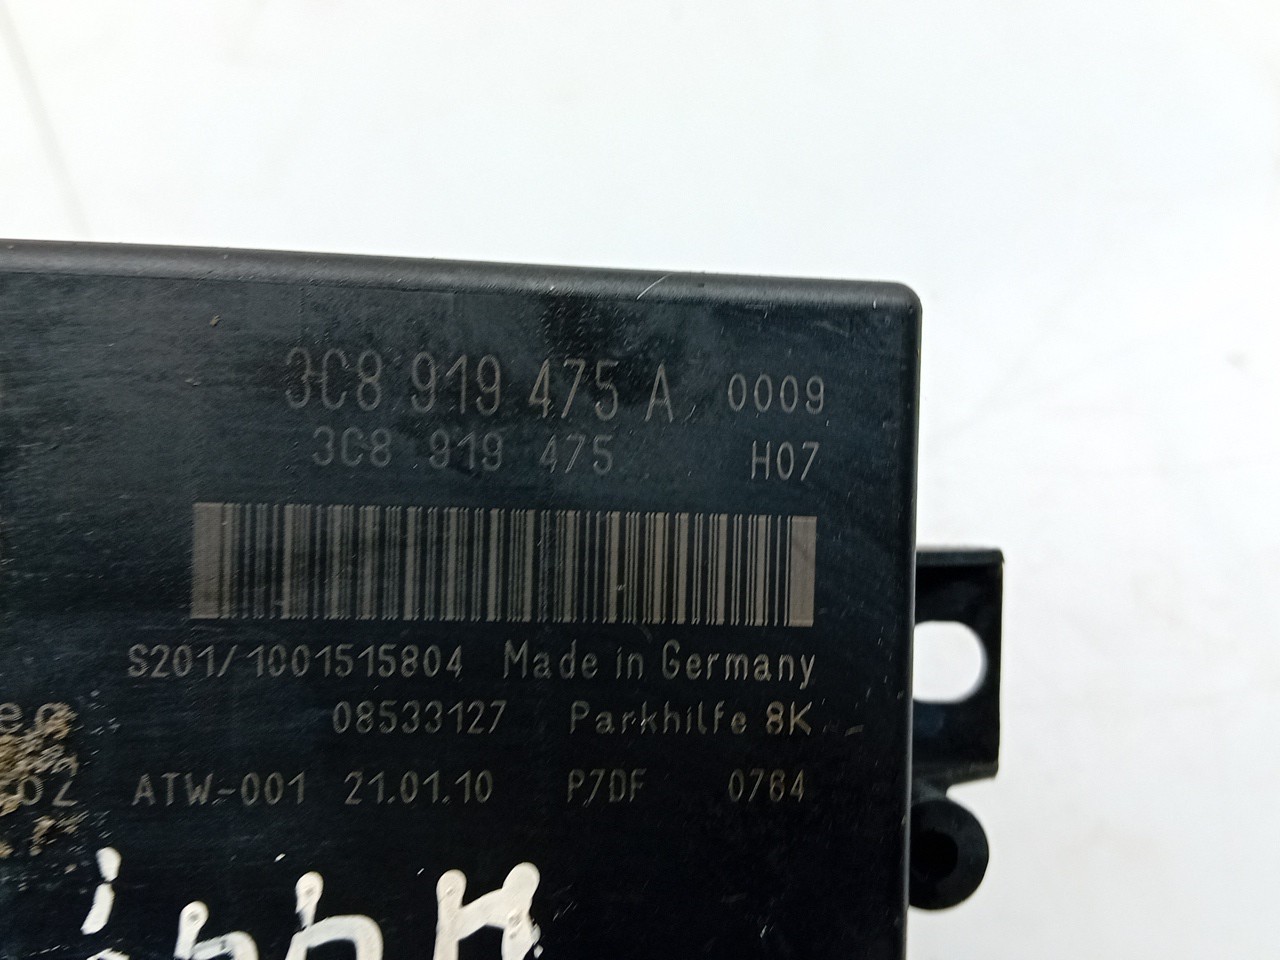 3C8 919 475 A 0009
3C8 919 475 H07
S201/1001515804 Made in Germany
08533127 Parkhilfe 8K
ATW-001 21.01.10 P7DF 0764